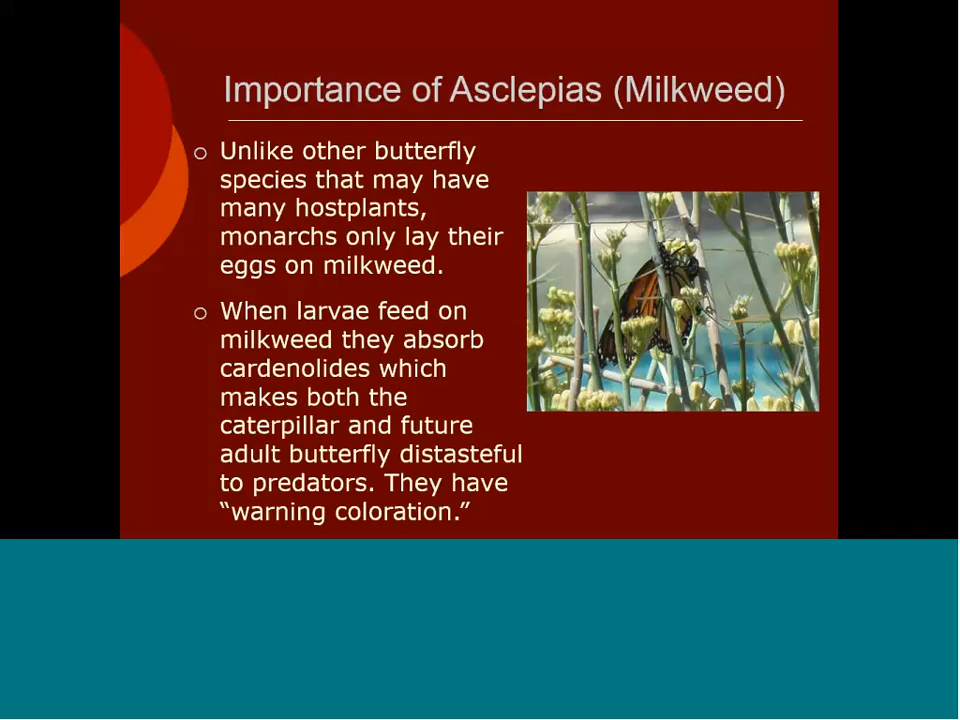 Importance of Asclepias (Milkweed)
Unlike other butterfly
species that may have
many hostplants,
monarchs only lay their
eggs on milkweed.
When larvae feed on
milkweed they absorb
cardenolides which
makes both the
caterpillar and future
adult butterfly distasteful
to predators. They have
“warning coloration.”